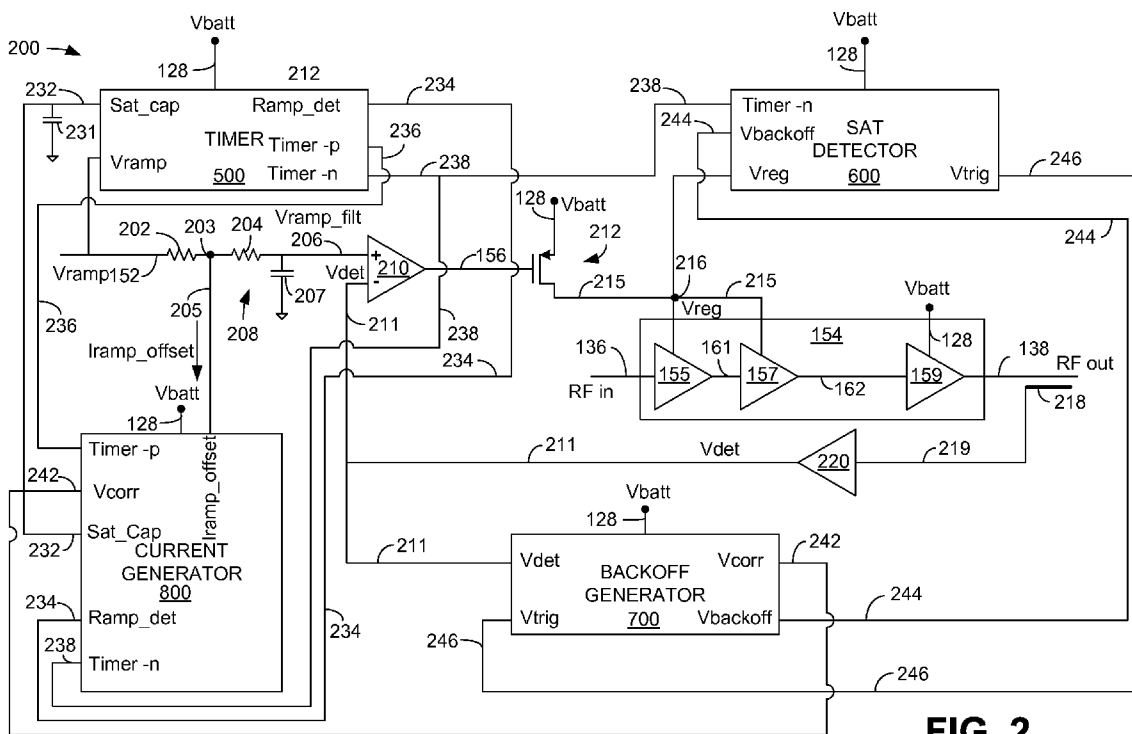 200
Vbatt
128
212
232
Sat_cap
Ramp_det
234
231
TIMER
500
Timer -p
236
Timer -n
238
Vramp
Vbatt
128
238
Timer -n
244
Vbackoff
SAT
DETECTOR
600
Vreg
Vtrig
246
244
202
203
204
Vramp_filt
206
Vramp
152
Vdet
+
-
210
156
128
Vbatt
212
215
216
215
Vreg
205
208
207
211
238
234
236
Iramp_offset
Vbatt
128
154
Vbatt
128
136
RF in
155
161
157
162
159
138
RF out
218
Timer -p
Iramp_offset
242
Vcorr
Sat_Cap
232
CURRENT
GENERATOR
800
234
Ramp_det
238
Timer -n
234
211
Vdet
220
219
Vbatt
128
211
Vdet
Vcorr
242
BACKOFF
GENERATOR
700
Vtrig
Vbackoff
244
246
246
FIG. 2